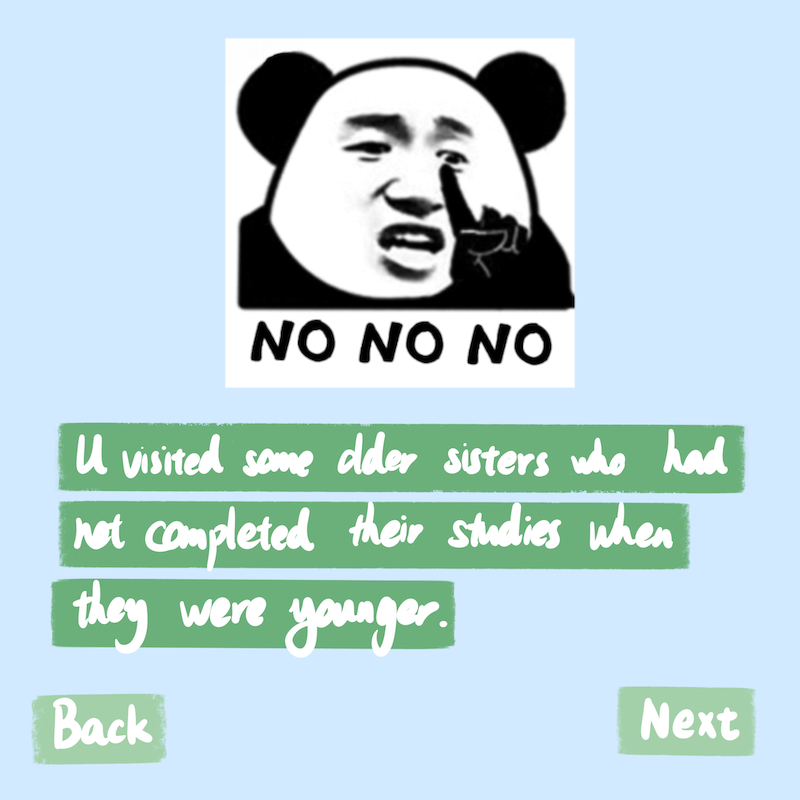 NO NO NO
U visited some older sisters who had
not completed their studies when
they were younger.
Back
Next